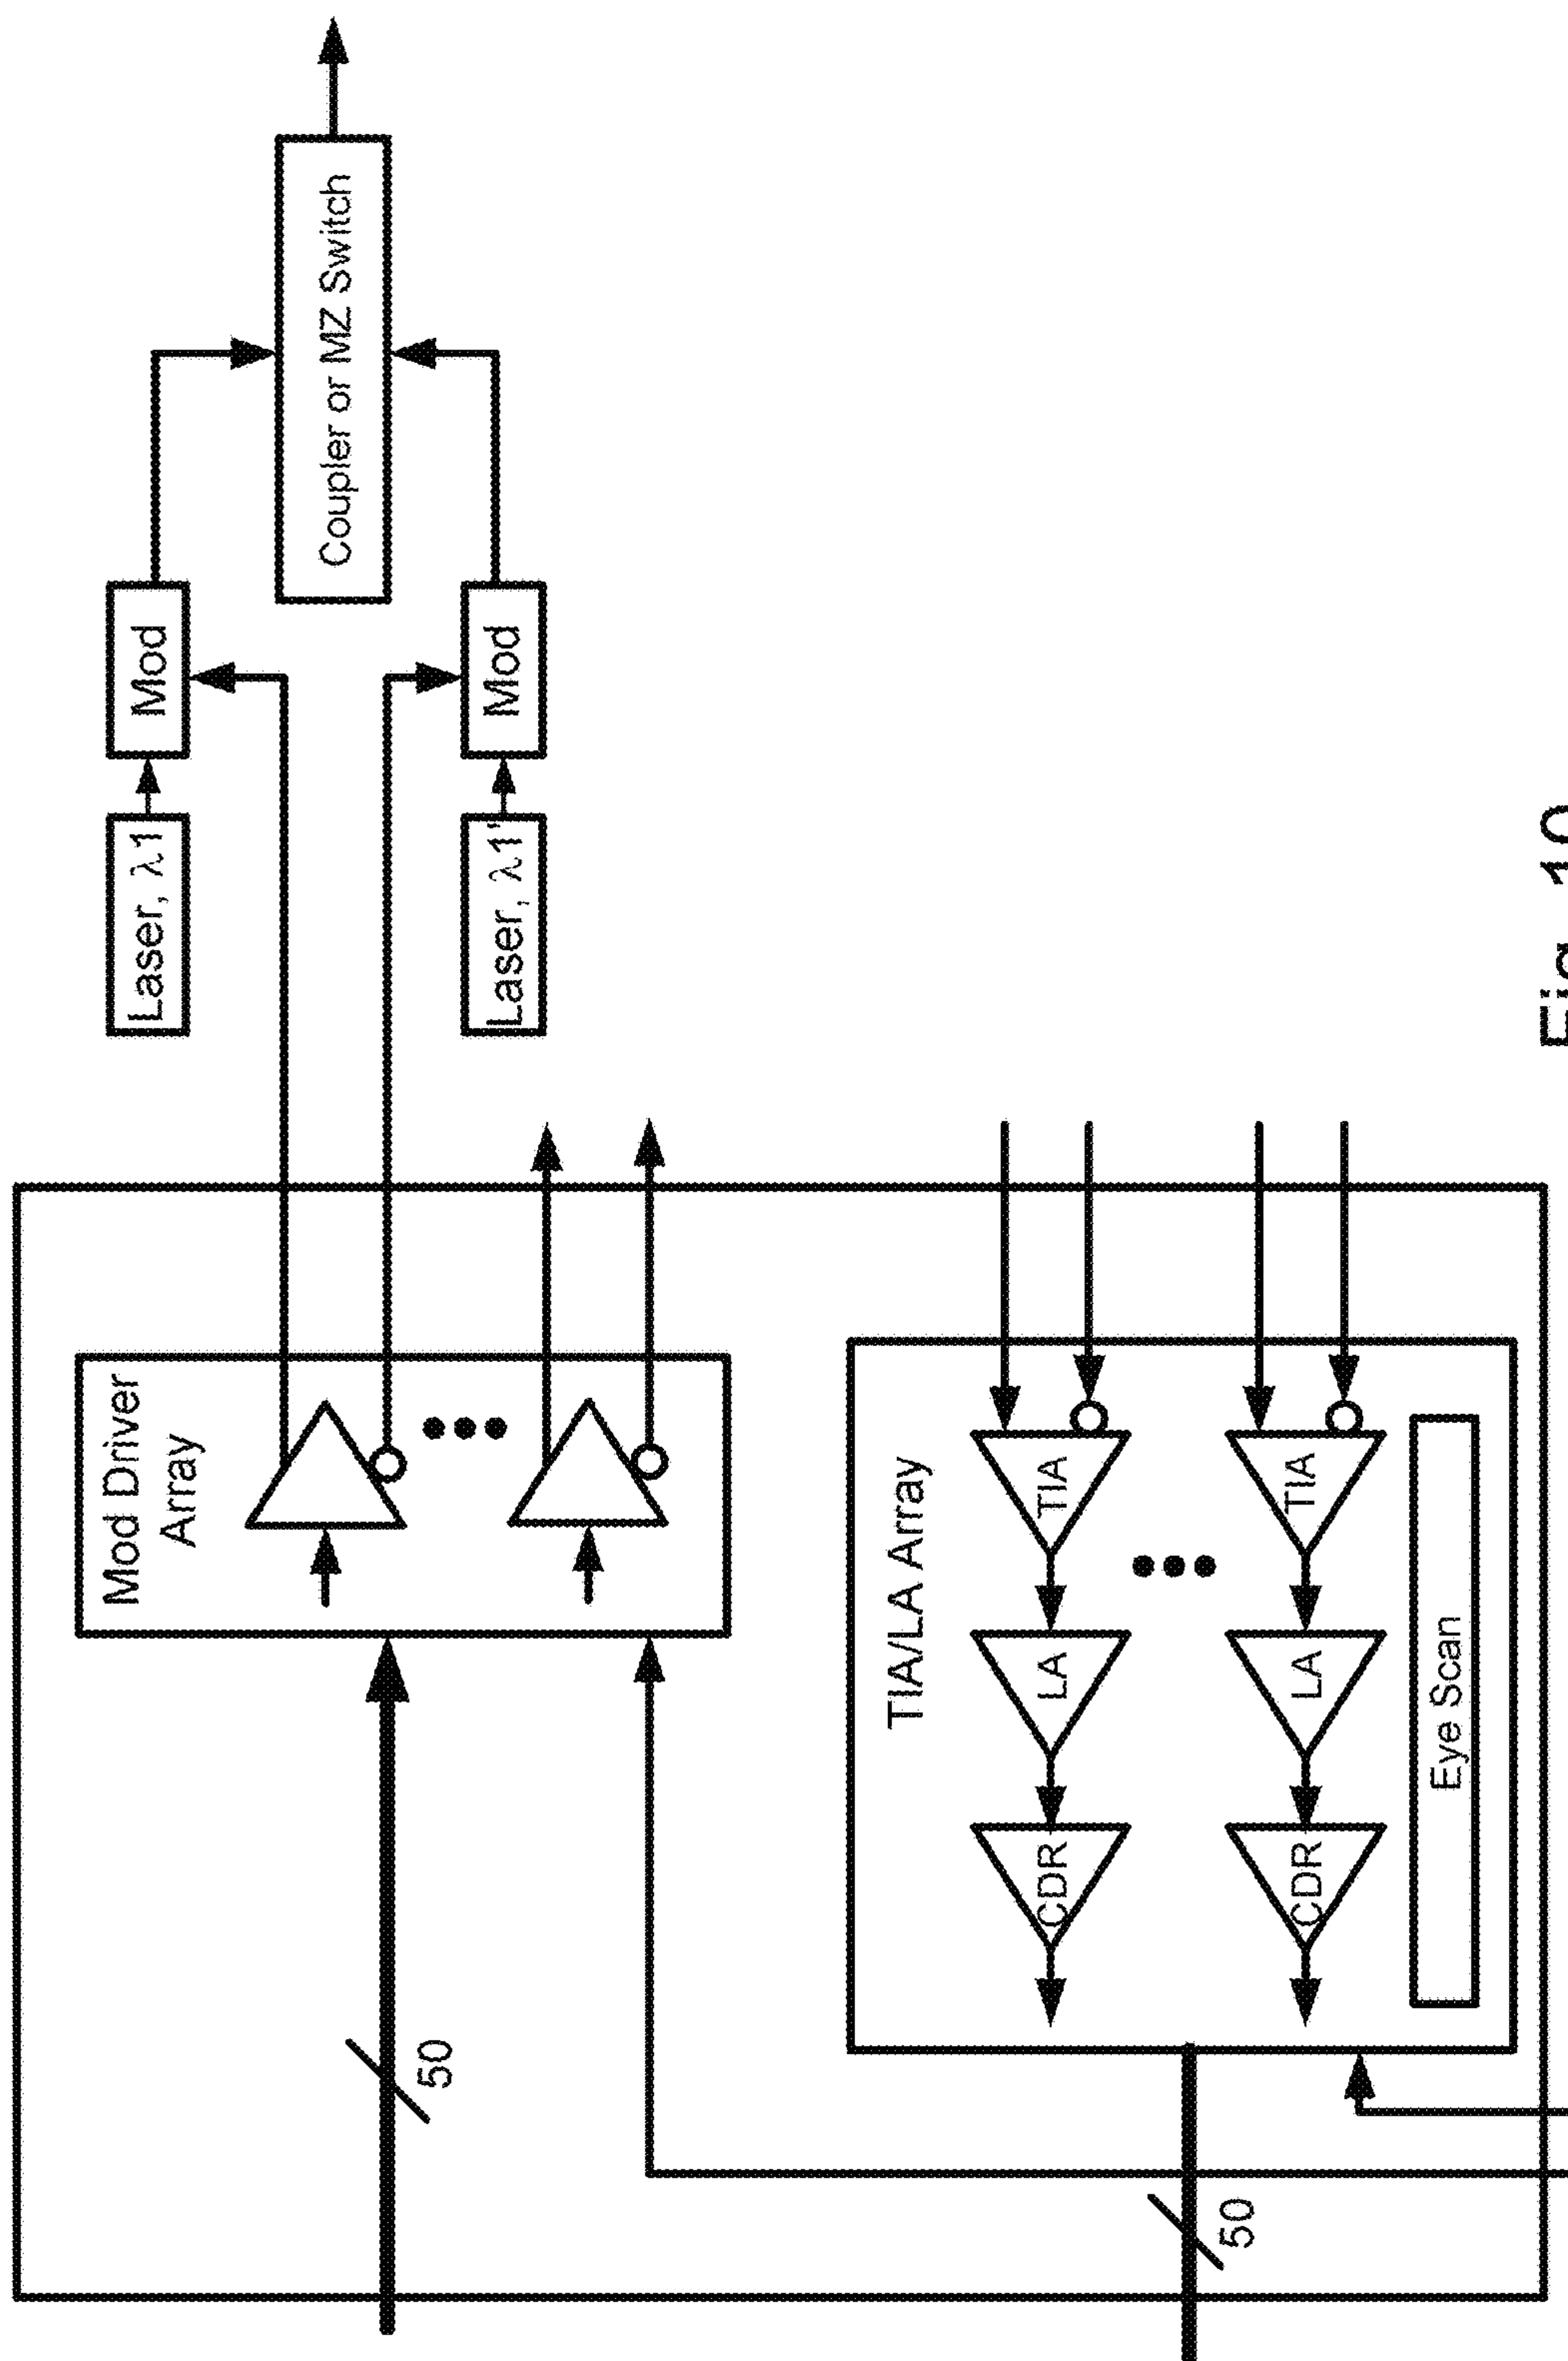 Mod Driver
Array
Laser, λ1
Mod
Coupler or MZ Switch
Laser, λ1'
Mod
50
TIA/LA Array
CDR
LA
TIA
50
CDR
LA
TIA
Eye Scan
Fig